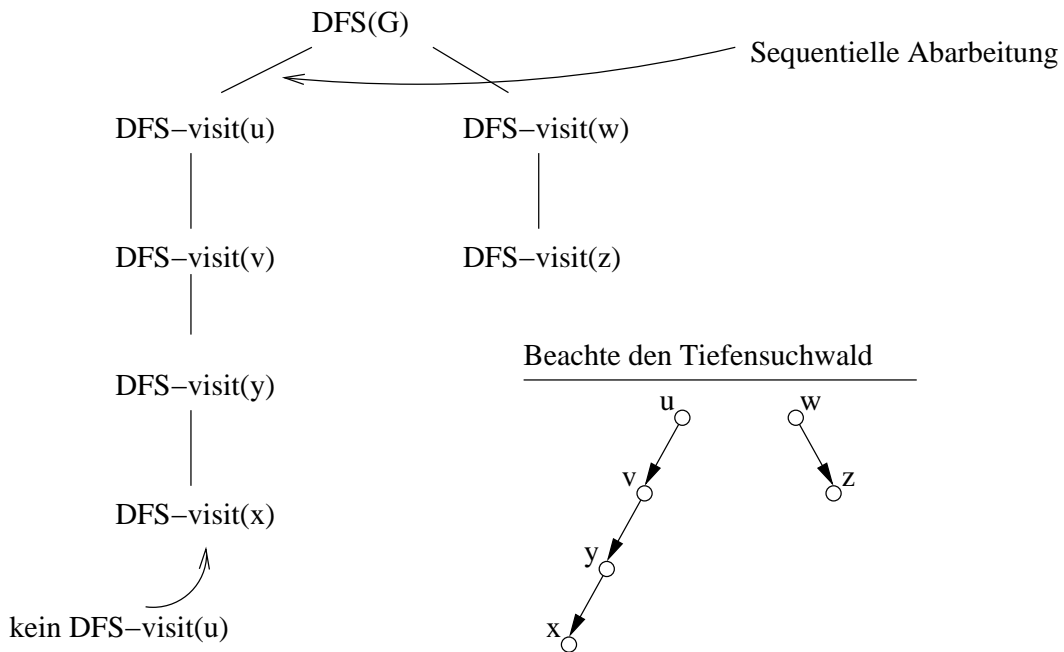 DFS(G)
Sequentielle Abarbeitung
DFS−visit(u)
DFS−visit(w)
DFS−visit(v)
DFS−visit(z)
DFS−visit(y)
DFS−visit(x)
kein DFS−visit(u)
Beachte den Tiefensuchwald
u
w
v
z
y
x